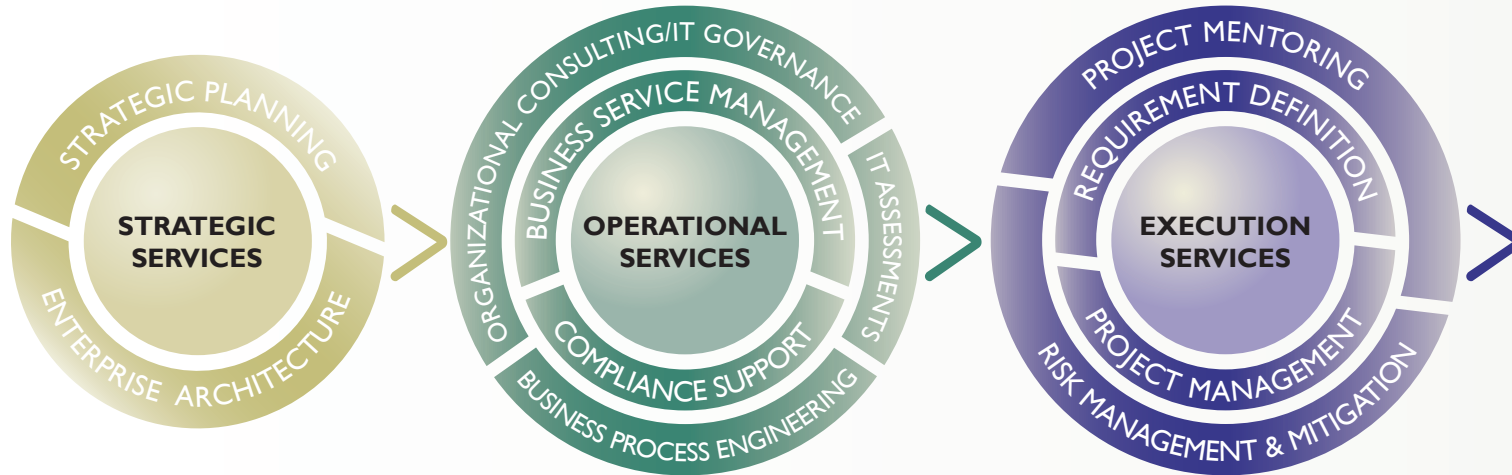 STRATEGIC PLANNING
STRATEGIC
SERVICES
ENTERPRISE ARCHITECTURE
ORGANIZATIONAL CONSULTING/IT GOVERNANCE
BUSINESS SERVICE MANAGEMENT
IT ASSESSMENTS
OPERATIONAL
SERVICES
COMPLIANCE SUPPORT
BUSINESS PROCESS ENGINEERING
PROJECT MENTORING
REQUIREMENT DEFINITION
EXECUTION
SERVICES
PROJECT MANAGEMENT
RISK MANAGEMENT & MITIGATION